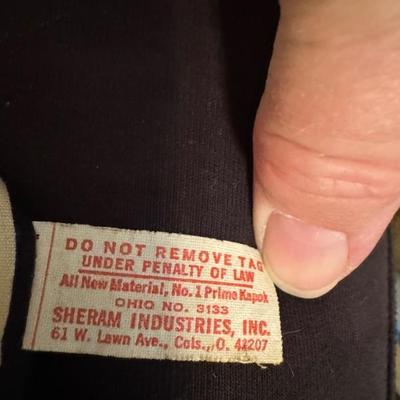 DO NOT REMOVE TAG
UNDER PENALTY OF LAW
All New Material, No. 1 Prime Kapok
OHIO NO. 3133
SHERAM INDUSTRIES, INC.
61 W. Lawn Ave., Cols., O. 43207